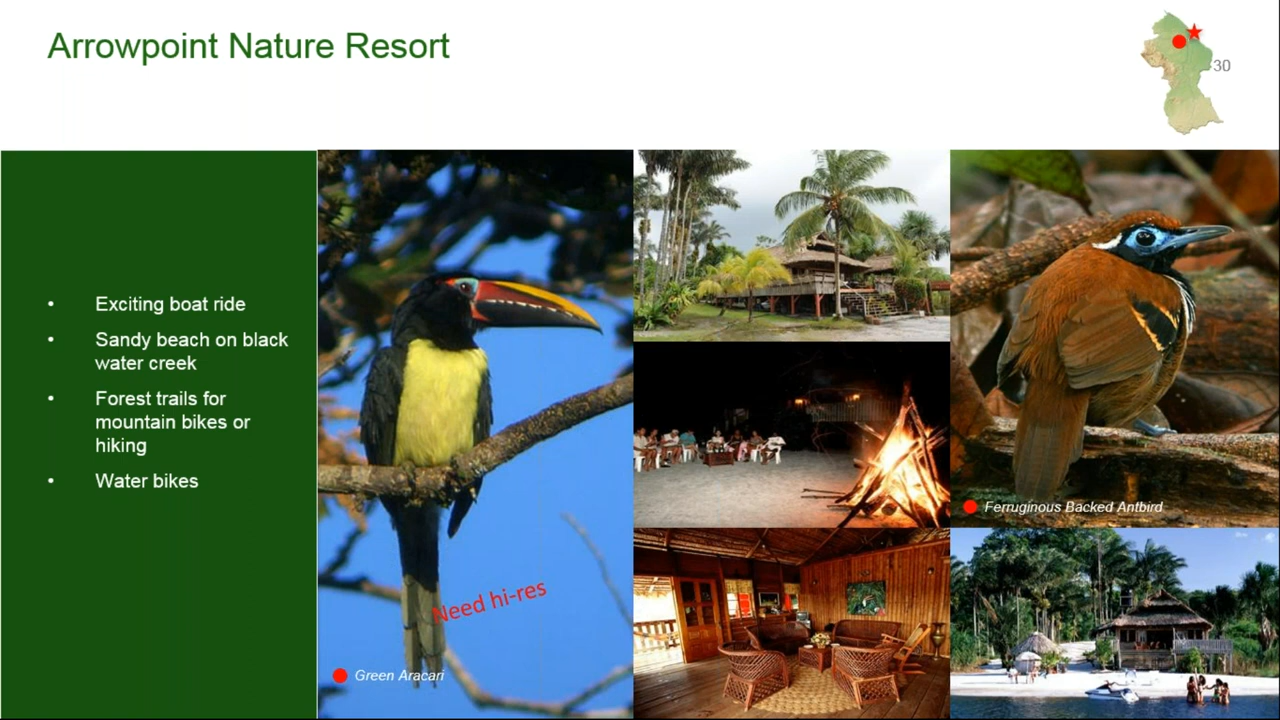 Arrowpoint Nature Resort
30
• Exciting boat ride
• Sandy beach on black
water creek
• Forest trails for
mountain bikes or
hiking
• Water bikes
Need hi-res
Green Aracari
Ferruginous Backed Antbird